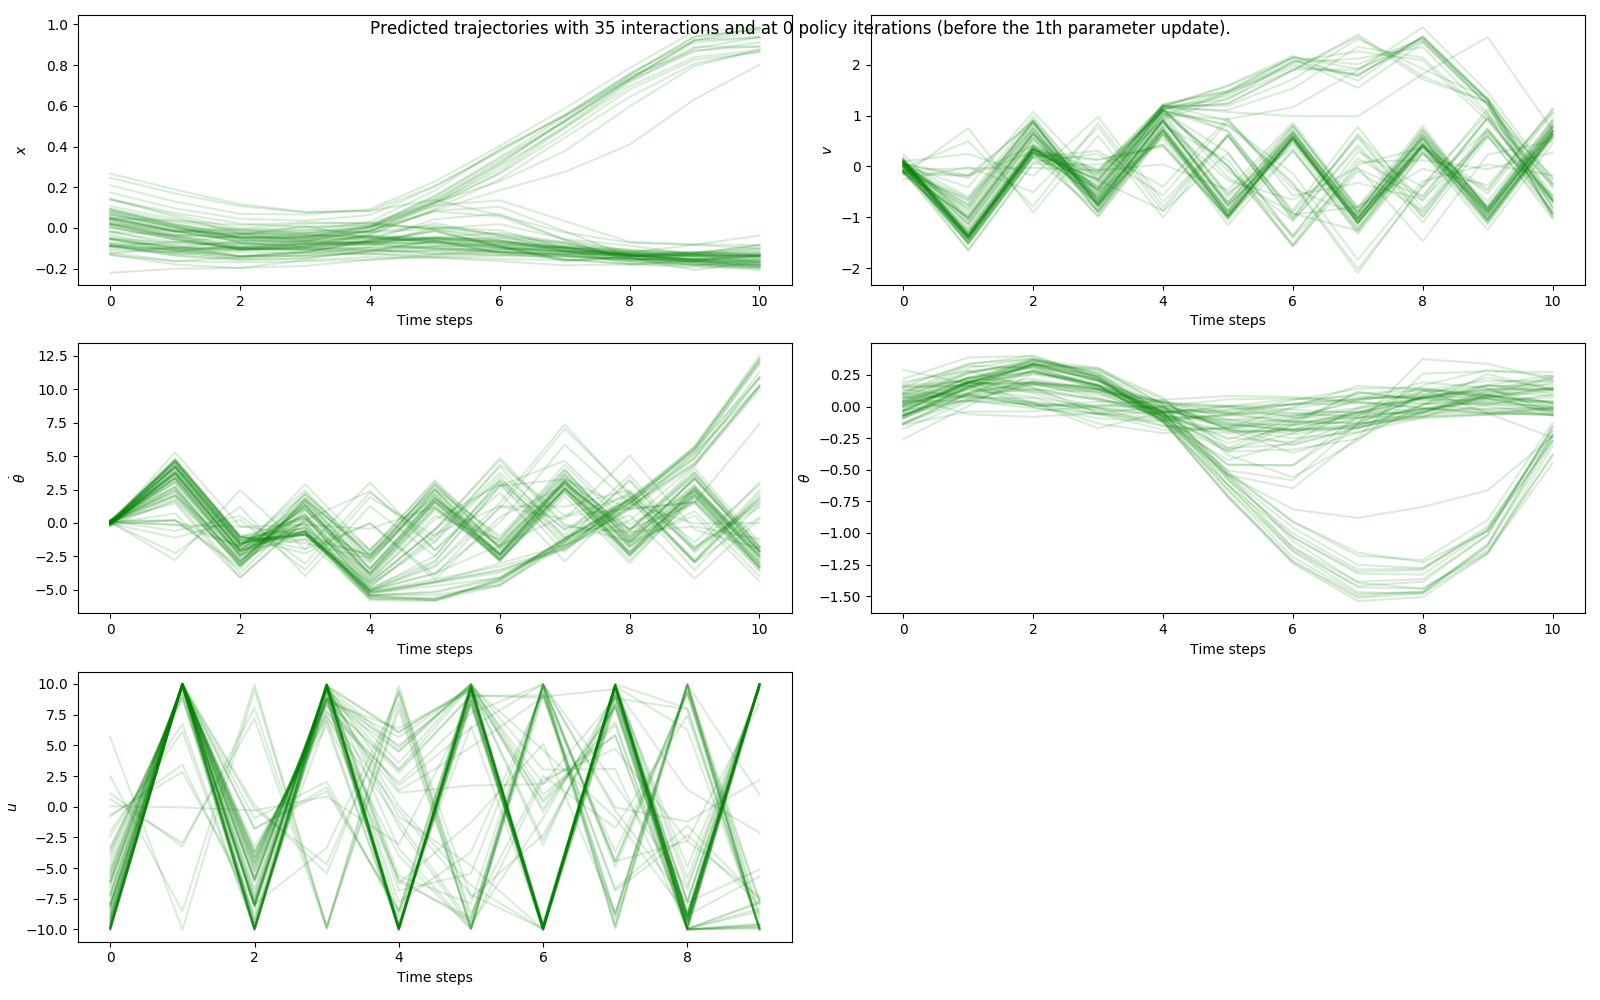 Predicted trajectories with 35 interactions and at 0 policy iterations (before the 1th parameter update).
1.0
0.8
0.6
0.4
0.2
0.0
−0.2
x
0 2 4 6 8 10
Time steps
2
1
0
−1
−2
v
0 2 4 6 8 10
Time steps
12.5
10.0
7.5
5.0
2.5
0.0
−2.5
−5.0
θ̇
0 2 4 6 8 10
Time steps
0.25
0.00
−0.25
−0.50
−0.75
−1.00
−1.25
−1.50
θ
0 2 4 6 8 10
Time steps
10.0
7.5
5.0
2.5
0.0
−2.5
−5.0
−7.5
−10.0
u
0 2 4 6 8
Time steps